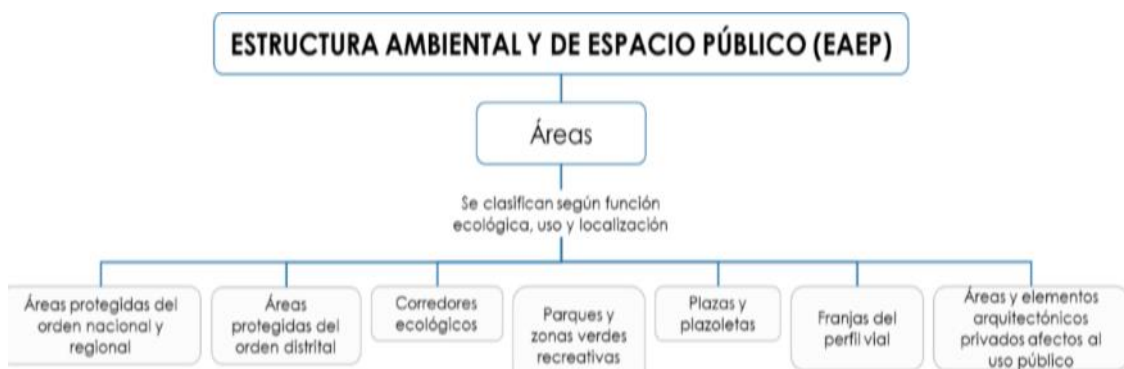 ESTRUCTURA AMBIENTAL Y DE ESPACIO PÚBLICO (EAEP)
Áreas
Se clasifican según función
ecológica, uso y localización
Áreas protegidas del
orden nacional y
regional
Áreas
protegidas del
orden distrital
Corredores
ecológicos
Parques y
zonas verdes
recreativas
Plazas y
plazoletas
Franjas del
perfil vial
Áreas y elementos
arquitectónicos
privados afectos al
uso público